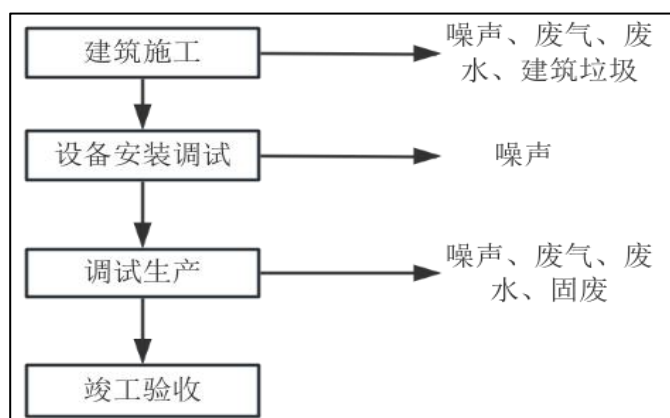 建筑施工
噪声、废气、废
水、建筑垃圾
设备安装调试
噪声
调试生产
噪声、废气、废
水、固废
竣工验收